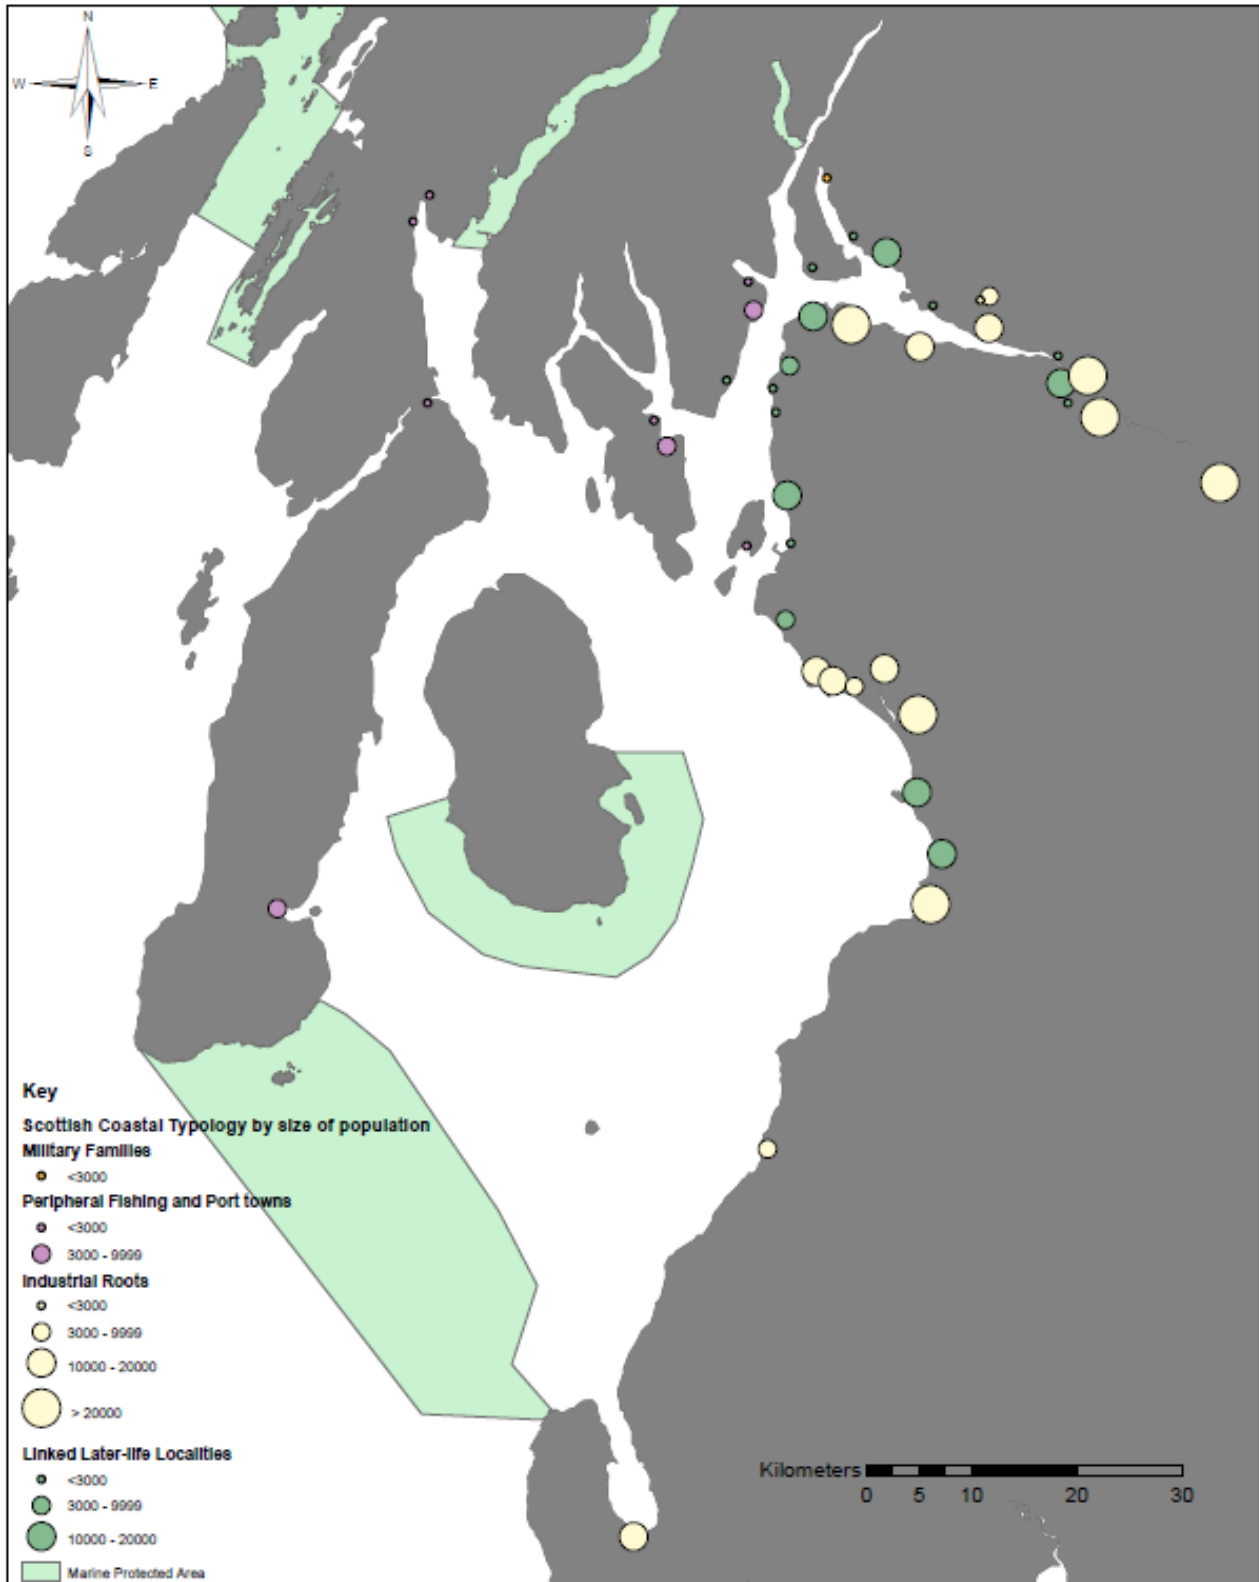 N
W E
S
Key
Scottish Coastal Typology by size of population
Military Families
<3000
Peripheral Fishing and Port towns
<3000
3000 - 9999
Industrial Roots
<3000
3000 - 9999
10000 - 20000
> 20000
Linked Later-life Localities
<3000
3000 - 9999
10000 - 20000
Marine Protected Area
Kilometers
0 5 10 20 30